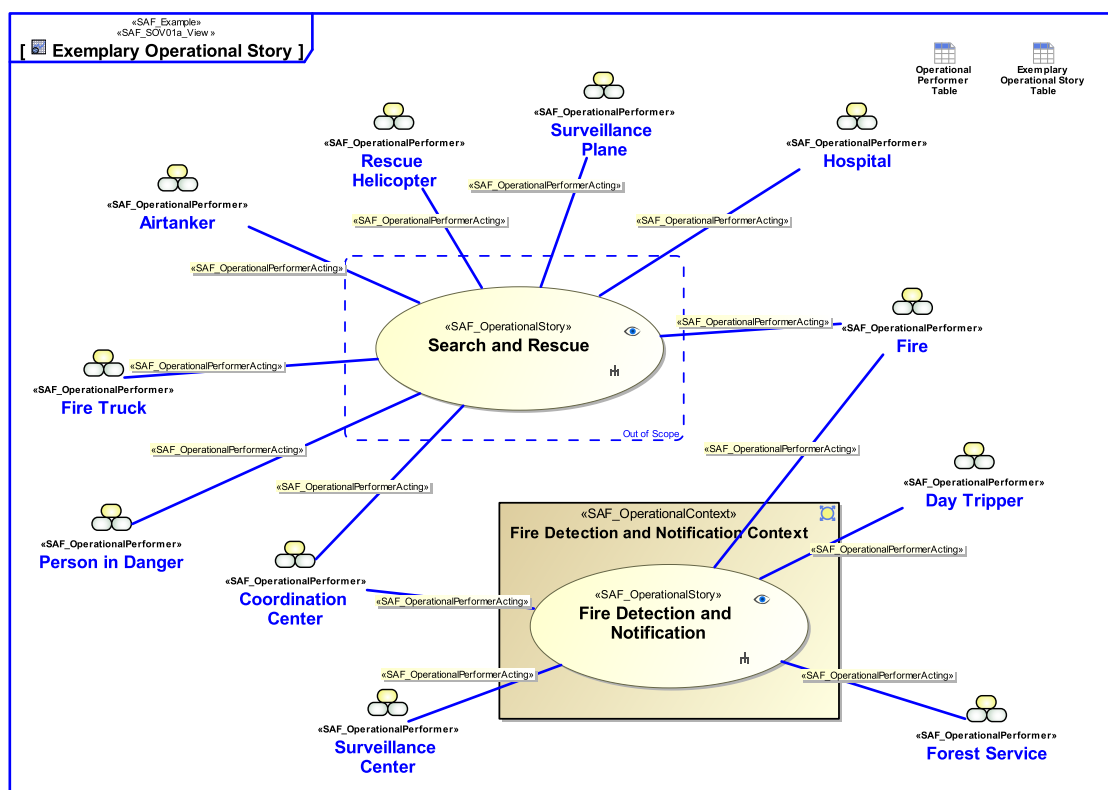 «SAF_Example»
«SAF_SOV01a_View»
[ Exemplary Operational Story ]
Operational
Performer
Table
Exemplary
Operational Story
Table
«SAF_OperationalPerformer»
Surveillance
Plane
«SAF_OperationalPerformer»
Rescue
Helicopter
«SAF_OperationalPerformer»
Hospital
«SAF_OperationalPerformer»
Airtanker
«SAF_OperationalPerformerActing»
«SAF_OperationalPerformerActing»
«SAF_OperationalPerformerActing»
«SAF_OperationalPerformerActing»
«SAF_OperationalStory»
Search and Rescue
Out of Scope
«SAF_OperationalPerformerActing»
«SAF_OperationalPerformer»
Fire
«SAF_OperationalPerformerActing»
«SAF_OperationalPerformer»
Fire Truck
«SAF_OperationalPerformerActing»
«SAF_OperationalPerformerActing»
«SAF_OperationalPerformerActing»
«SAF_OperationalPerformer»
Day Tripper
«SAF_OperationalPerformer»
Person in Danger
«SAF_OperationalContext»
Fire Detection and Notification Context
«SAF_OperationalPerformerActing»
«SAF_OperationalPerformer»
Coordination
Center
«SAF_OperationalPerformerActing»
«SAF_OperationalStory»
Fire Detection and
Notification
«SAF_OperationalPerformerActing»
«SAF_OperationalPerformerActing»
«SAF_OperationalPerformer»
Surveillance
Center
«SAF_OperationalPerformer»
Forest Service